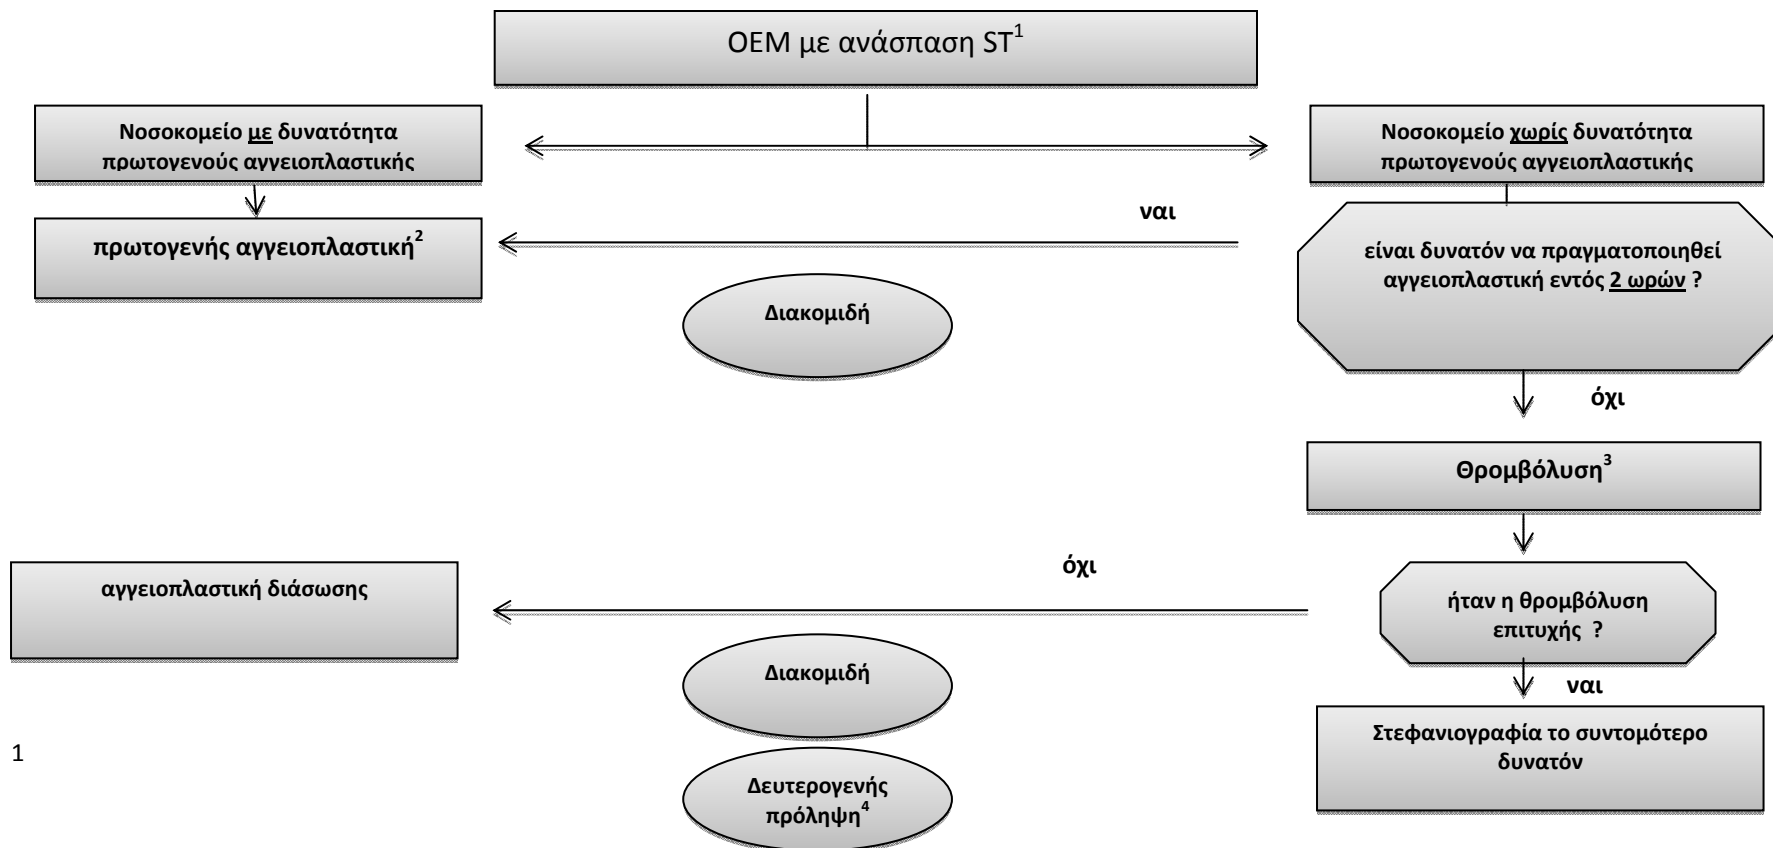 ΟΕΜ με ανάσπαση ST¹
Νοσοκομείο με δυνατότητα
πρωτογενούς αγγειοπλαστικής
Νοσοκομείο χωρίς δυνατότητα
πρωτογενούς αγγειοπλαστικής
πρωτογενής αγγειοπλαστική²
ναι
είναι δυνατόν να πραγματοποιηθεί
αγγειοπλαστική εντός 2 ωρών ?
Διακομιδή
όχι
Θρομβόλυση³
αγγειοπλαστική διάσωσης
όχι
ήταν η θρομβόλυση
επιτυχής ?
Διακομιδή
ναι
Στεφανιογραφία το συντομότερο
δυνατόν
1
Δευτερογενής
πρόληψη⁴